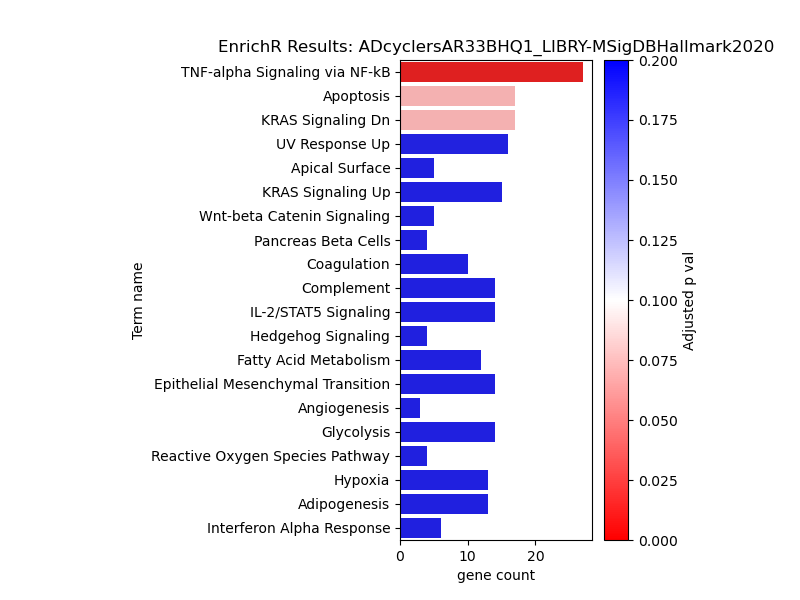 EnrichR Results: ADcyclersAR33BHQ1_LIBRY-MSigDBHallmark2020
TNF-alpha Signaling via NF-kB
Apoptosis
KRAS Signaling Dn
UV Response Up
Apical Surface
KRAS Signaling Up
Wnt-beta Catenin Signaling
Pancreas Beta Cells
Coagulation
Complement
IL-2/STAT5 Signaling
Hedgehog Signaling
Fatty Acid Metabolism
Epithelial Mesenchymal Transition
Angiogenesis
Glycolysis
Reactive Oxygen Species Pathway
Hypoxia
Adipogenesis
Interferon Alpha Response
Term name
0 10 20
gene count
0.200
0.175
0.150
0.125
0.100
0.075
0.050
0.025
0.000
Adjusted p val